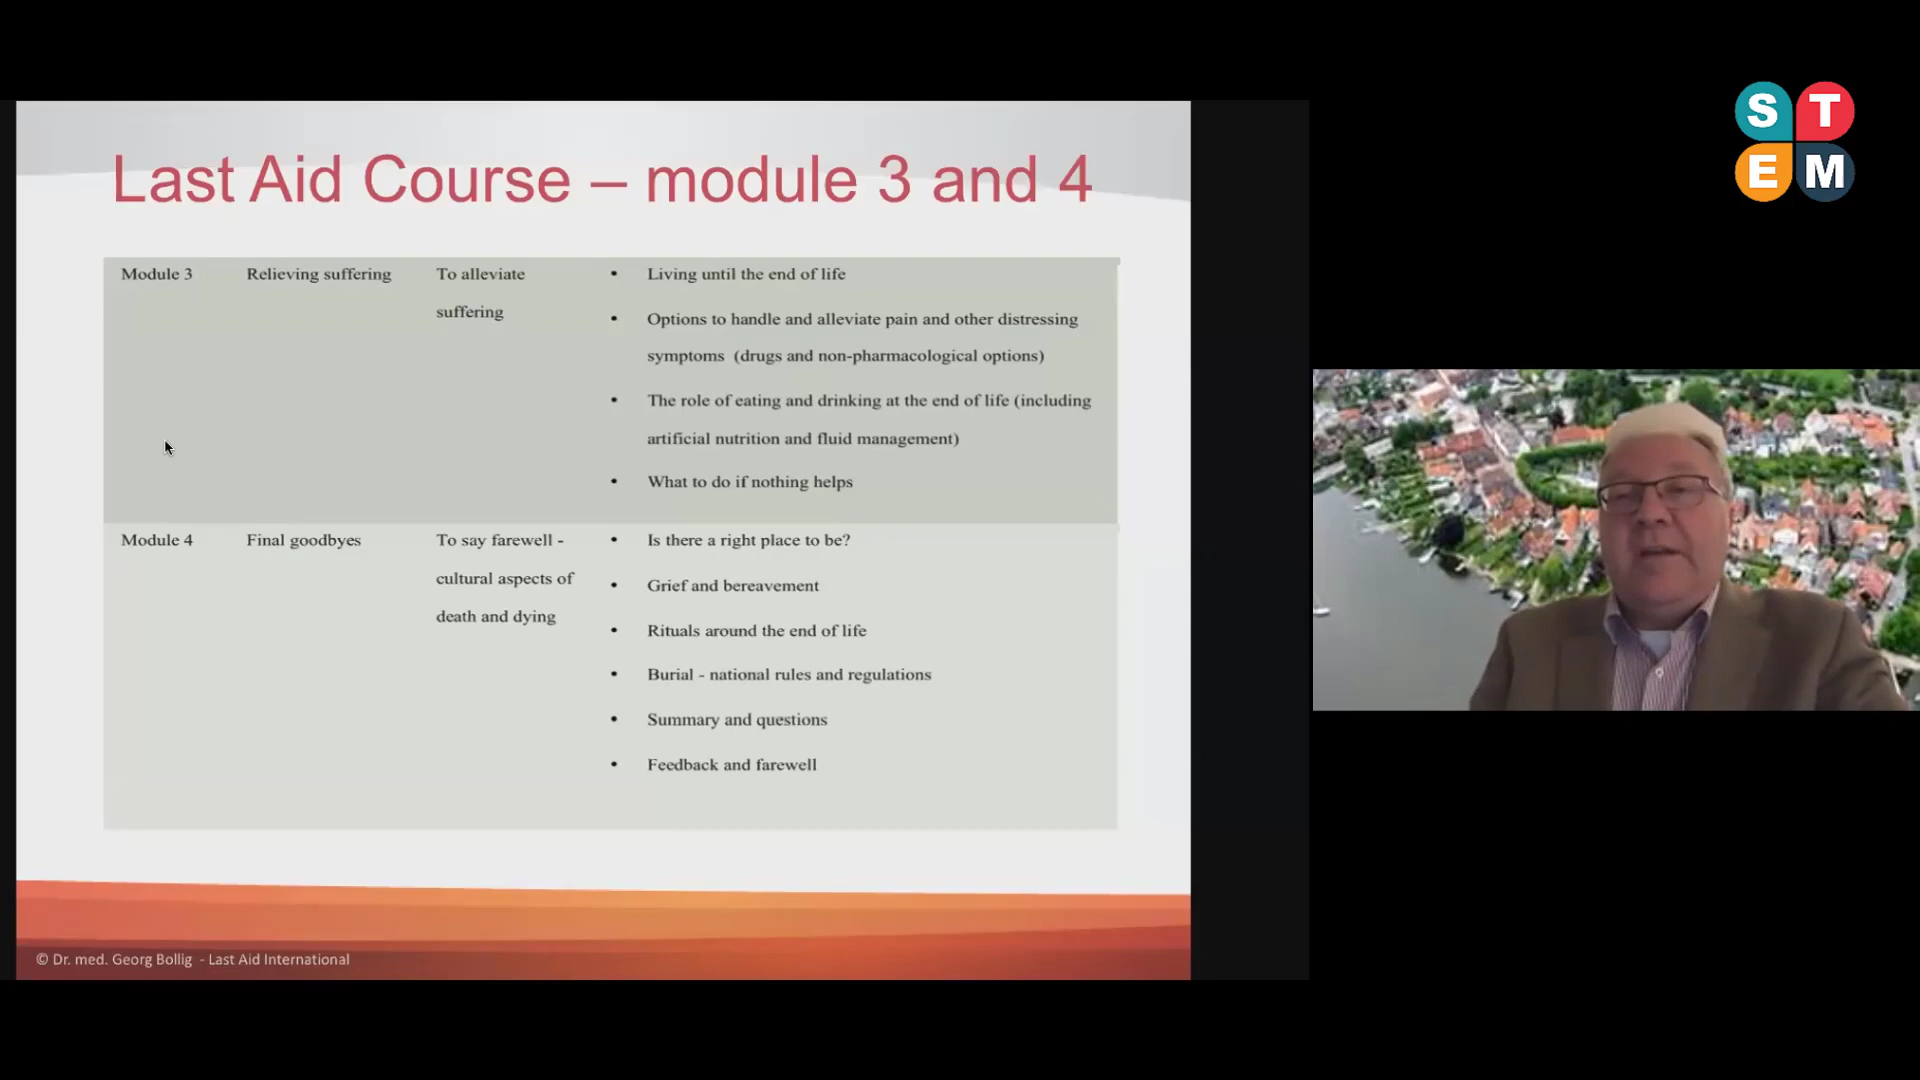 Last Aid Course – module 3 and 4
Module 3
Relieving suffering
To alleviate
suffering
• Living until the end of life
• Options to handle and alleviate pain and other distressing
symptoms (drugs and non-pharmacological options)
• The role of eating and drinking at the end of life (including
artificial nutrition and fluid management)
• What to do if nothing helps
Module 4
Final goodbyes
To say farewell -
cultural aspects of
death and dying
• Is there a right place to be?
• Grief and bereavement
• Rituals around the end of life
• Burial - national rules and regulations
• Summary and questions
• Feedback and farewell
© Dr. med. Georg Bollig - Last Aid International
S T
E M